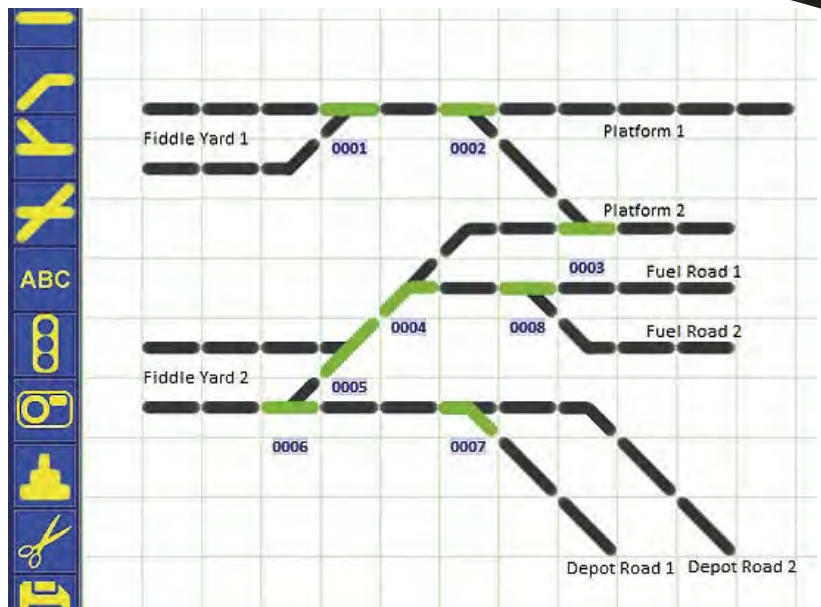 Fiddle Yard 1
Platform 1
0001
0002
Platform 2
ABC
0003
Fuel Road 1
0004
0008
Fuel Road 2
Fiddle Yard 2
0005
0006
0007
Depot Road 1
Depot Road 2